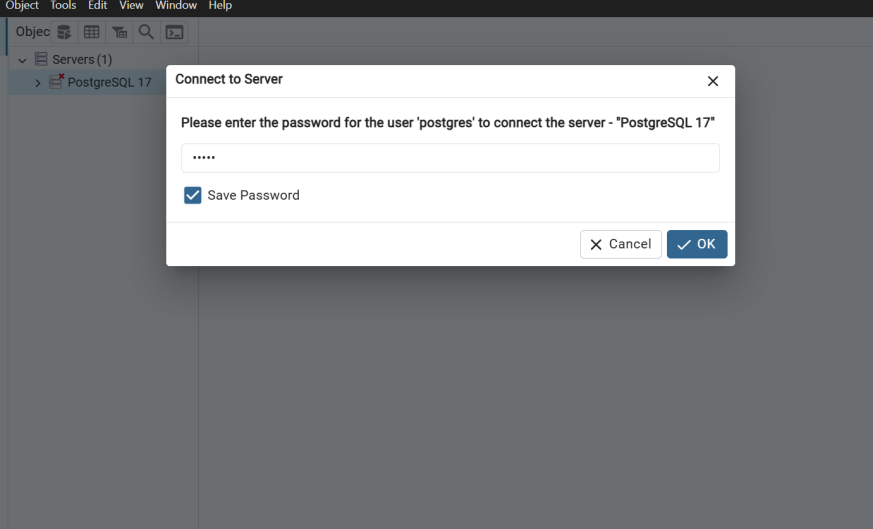 Object Tools Edit View Window Help
Objec
Servers (1)
PostgreSQL 17
Connect to Server
Please enter the password for the user 'postgres' to connect the server - "PostgreSQL 17"
•••••
Save Password
Cancel OK